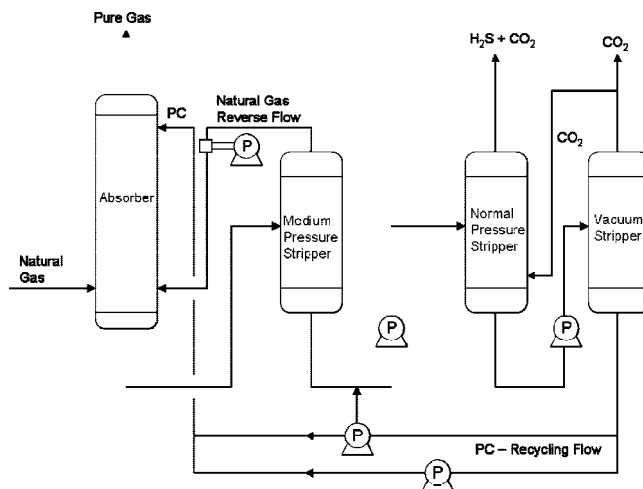 Pure Gas
H₂S + CO₂
CO₂
PC
Natural Gas
Reverse Flow
P
CO₂
Absorber
Medium
Pressure
Stripper
Normal
Pressure
Stripper
Vacuum
Stripper
Natural
Gas
P
P
P
PC – Recycling Flow
P